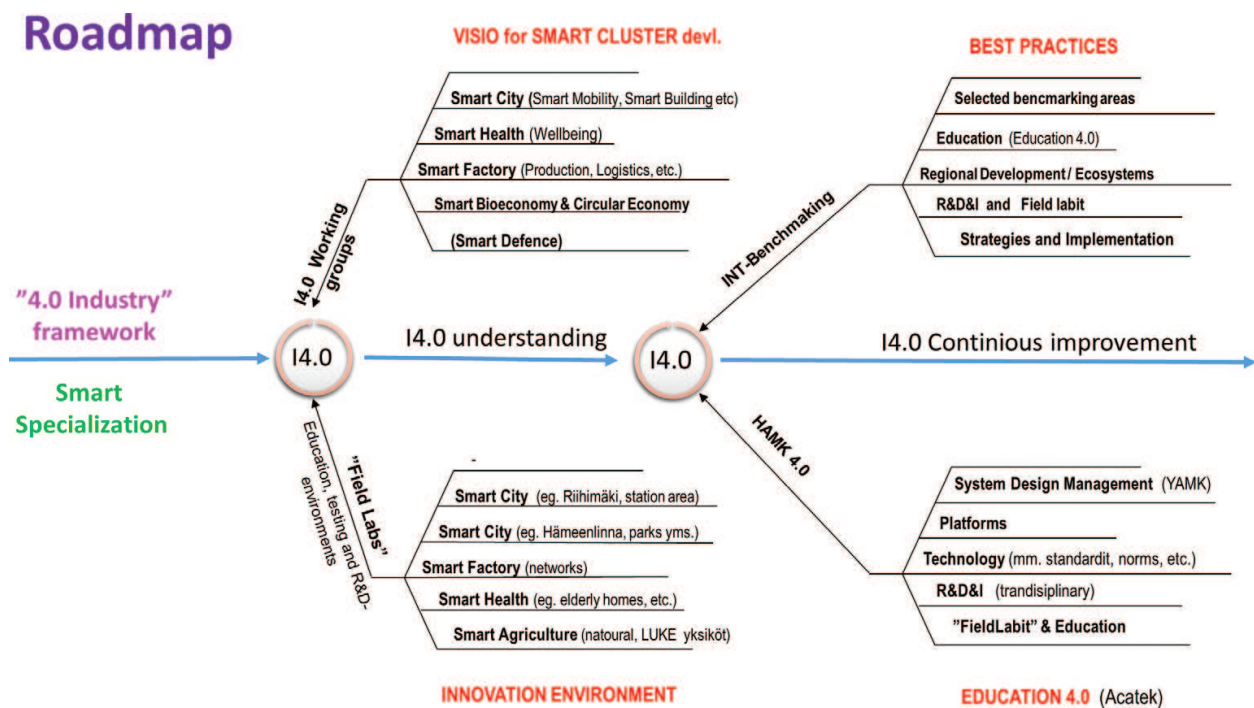 Roadmap
VISIO for SMART CLUSTER devl.
Smart City (Smart Mobility, Smart Building etc)
Smart Health (Wellbeing)
Smart Factory (Production, Logistics, etc.)
Smart Bioeconomy & Circular Economy
(Smart Defence)
I4.0 Working
groups
BEST PRACTICES
Selected bencmarking areas
Education (Education 4.0)
Regional Development / Ecosystems
R&D&I and Field labit
Strategies and Implementation
INT-Benchmaking
"4.0 Industry"
framework
Smart
Specialization
I4.0
I4.0 understanding
I4.0
I4.0 Continious improvement
"Field Labs"
Education, testing and R&D-
environments
-
Smart City (eg. Riihimäki, station area)
Smart City (eg. Hämeenlinna, parks yms.)
Smart Factory (networks)
Smart Health (eg. elderly homes, etc.)
Smart Agriculture (natoural, LUKE yksiköt)
INNOVATION ENVIRONMENT
HAMK 4.0
System Design Management (YAMK)
Platforms
Technology (mm. standardit, norms, etc.)
R&D&I (trandisiplinary)
"FieldLabit" & Education
EDUCATION 4.0 (Acatek)